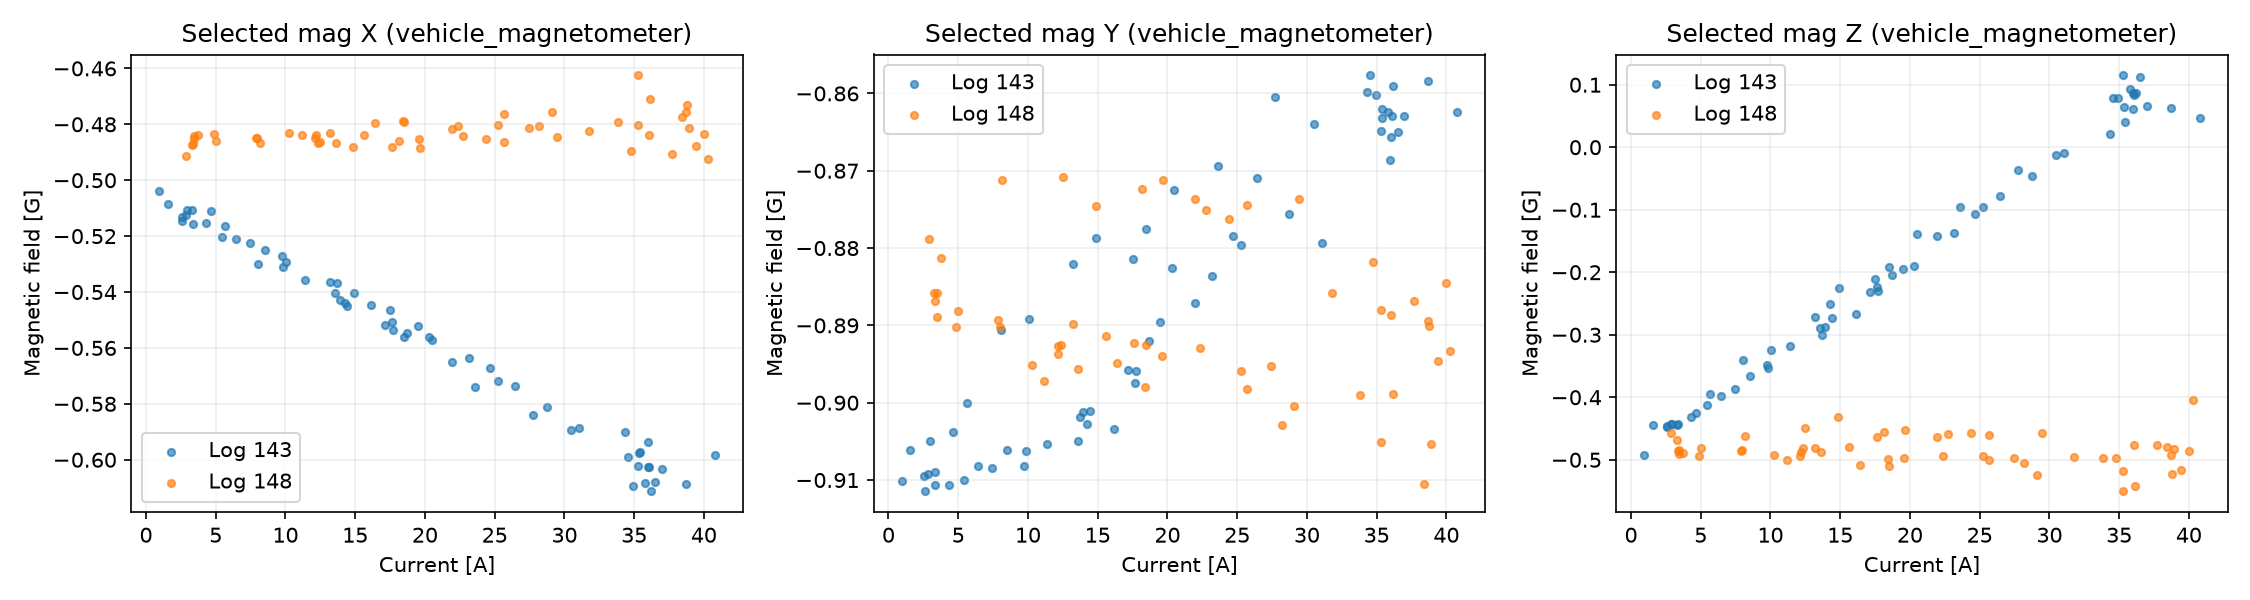 Selected mag X (vehicle_magnetometer)
Magnetic field [G]
−0.46
−0.48
−0.50
−0.52
−0.54
−0.56
−0.58
−0.60
Log 143
Log 148
0 5 10 15 20 25 30 35 40
Current [A]
Selected mag Y (vehicle_magnetometer)
Magnetic field [G]
Log 143
Log 148
−0.86
−0.87
−0.88
−0.89
−0.90
−0.91
0 5 10 15 20 25 30 35 40
Current [A]
Selected mag Z (vehicle_magnetometer)
Magnetic field [G]
Log 143
Log 148
0.1
0.0
−0.1
−0.2
−0.3
−0.4
−0.5
0 5 10 15 20 25 30 35 40
Current [A]